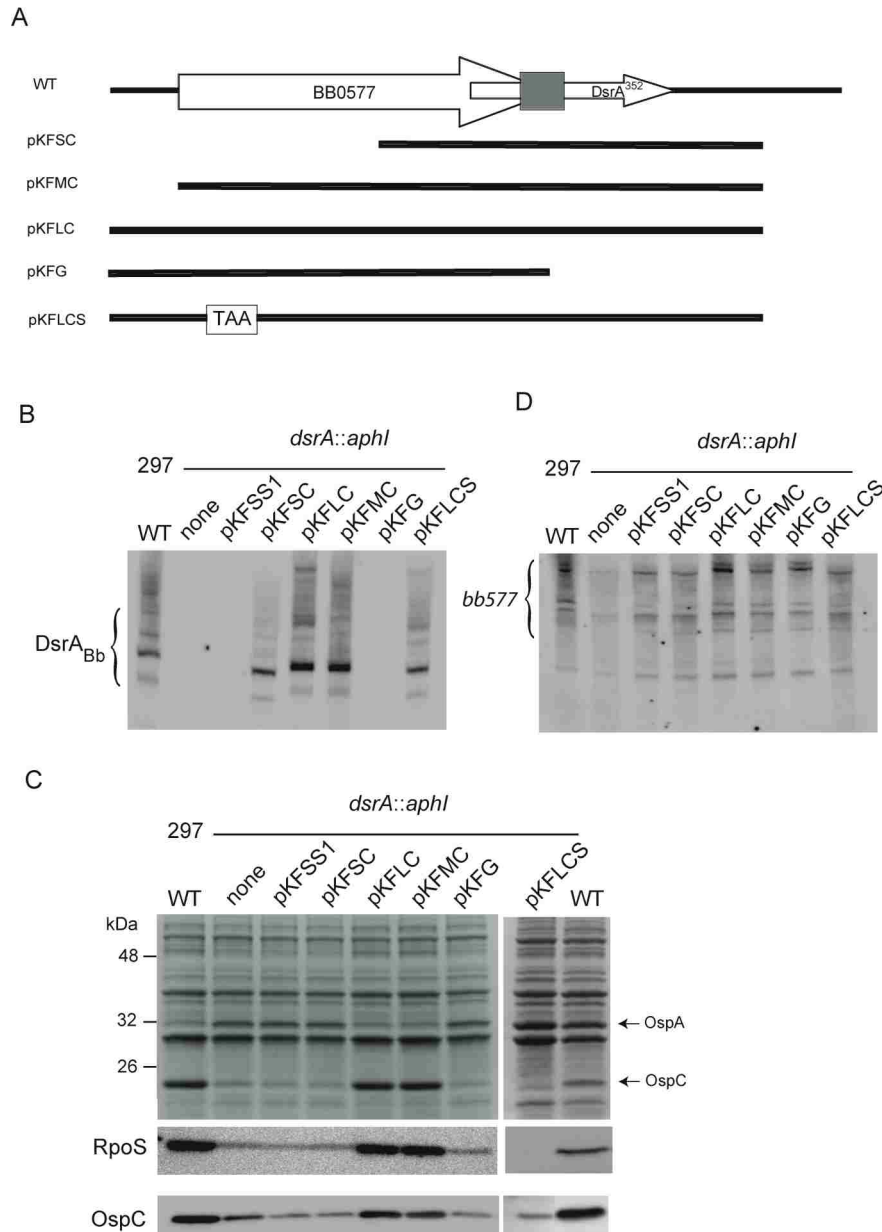 A
WT
BB0577
DsrA352
pKFSC
pKFMC
pKFLC
pKFG
pKFLCS
TAA
B
dsrA::aphI
297
WT
none
pKFSS1
pKFSC
pKFLC
pKFMC
pKFG
pKFLCS
DsrABb
D
dsrA::aphI
297
WT
none
pKFSS1
pKFSC
pKFLC
pKFMC
pKFG
pKFLCS
bb577
C
dsrA::aphI
297
WT
none
pKFSS1
pKFSC
pKFLC
pKFMC
pKFG
pKFLCS
WT
kDa
48
32
26
← OspA
← OspC
RpoS
OspC